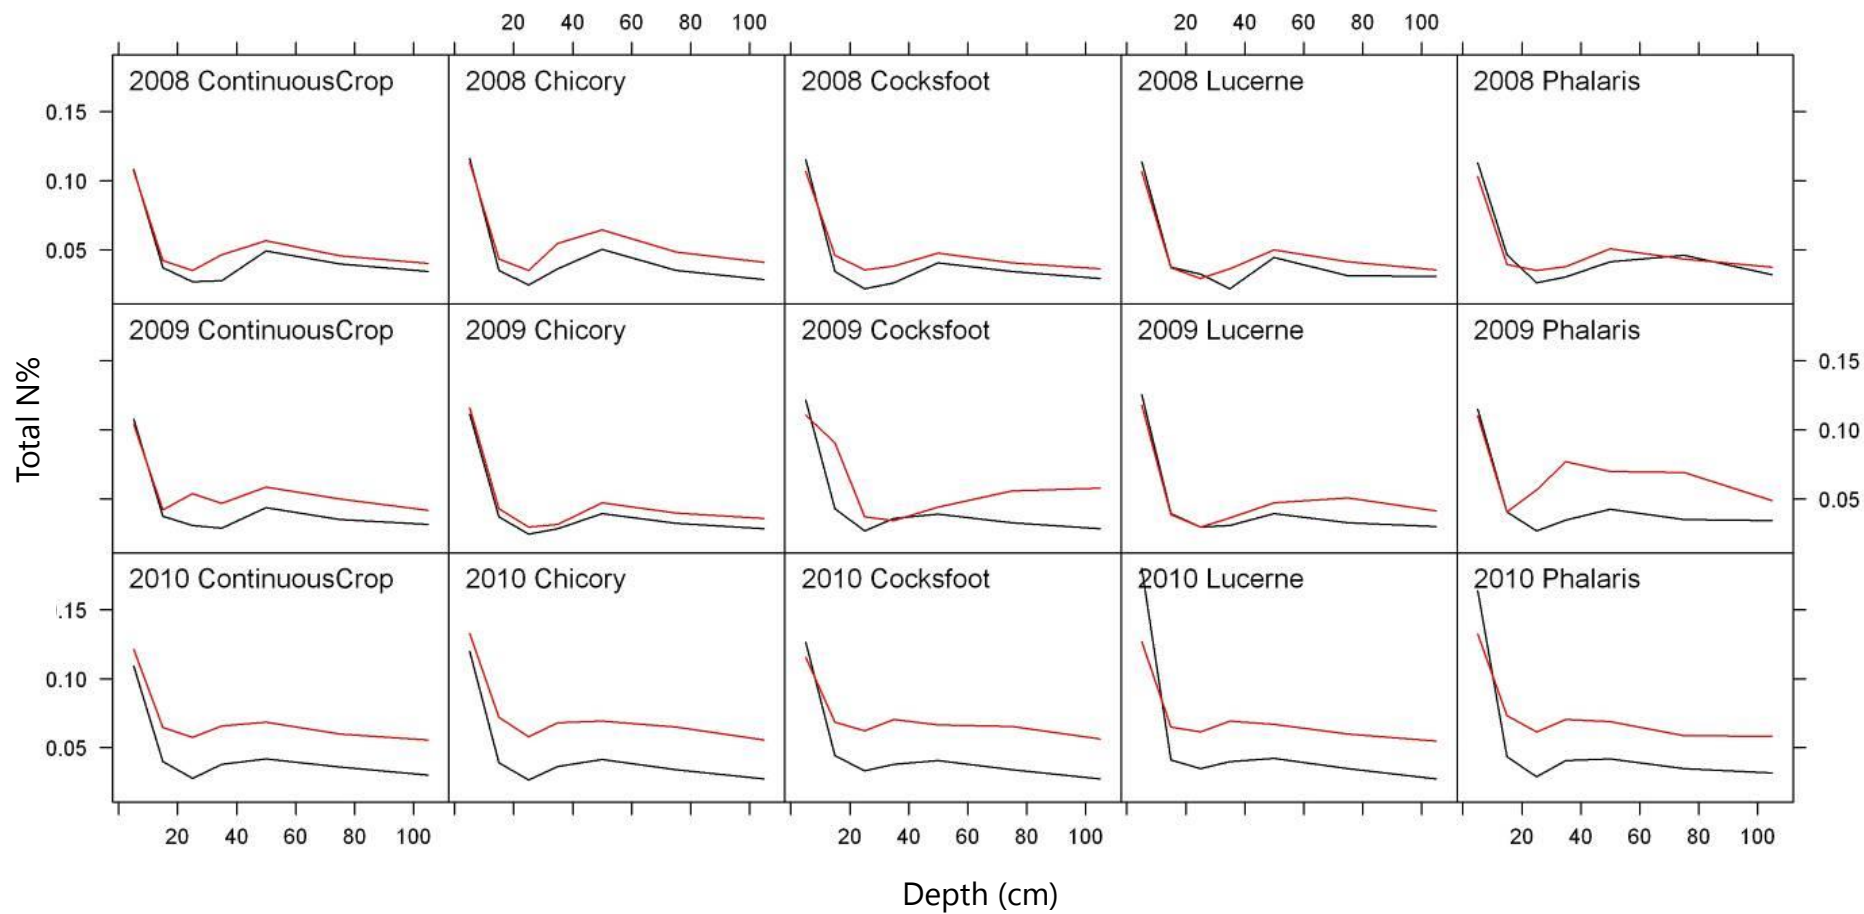 20 40 60 80 100 20 40 60 80 100
2008 ContinuousCrop 2008 Chicory 2008 Cocksfoot 2008 Lucerne 2008 Phalaris
0.15
0.10
0.05
2009 ContinuousCrop 2009 Chicory 2009 Cocksfoot 2009 Lucerne 2009 Phalaris
0.15
0.10
0.05
Total N%
2010 ContinuousCrop 2010 Chicory 2010 Cocksfoot 2010 Lucerne 2010 Phalaris
.15
0.10
0.05
20 40 60 80 100 20 40 60 80 100 20 40 60 80 100
Depth (cm)